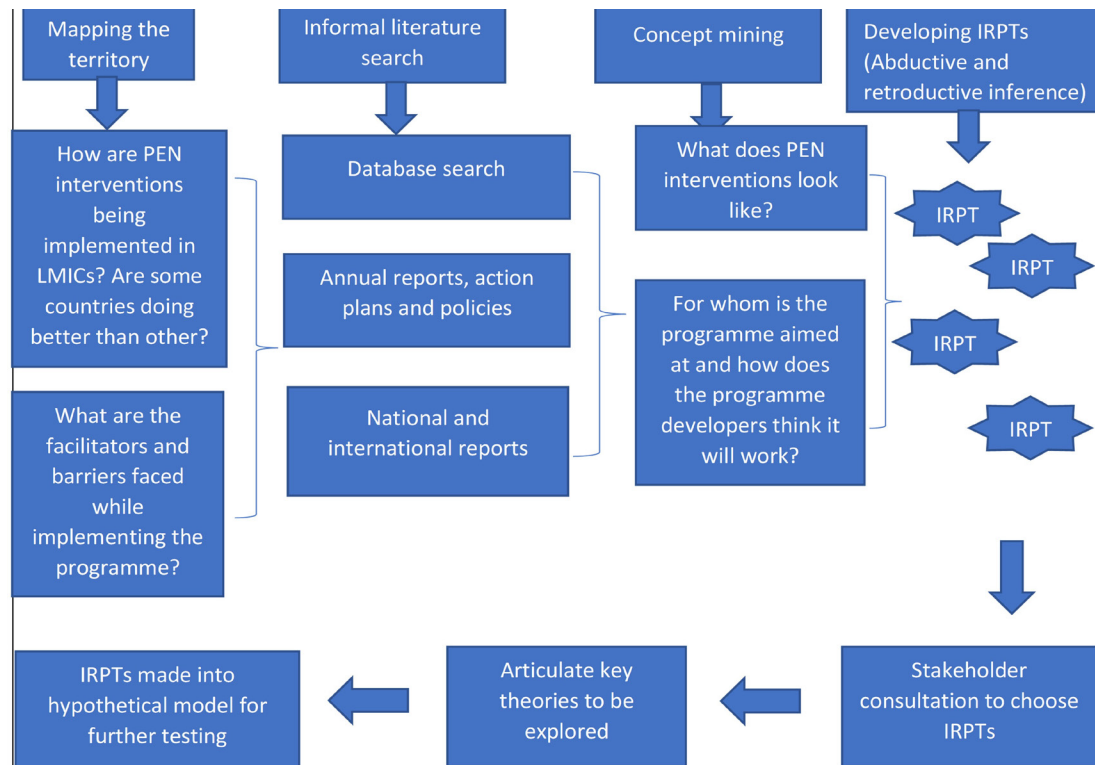 Mapping the
territory
How are PEN
interventions
being
implemented in
LMICs? Are some
countries doing
better than other?
What are the
facilitators and
barriers faced
while
implementing the
programme?
Informal literature
search
Database search
Annual reports, action
plans and policies
National and
international reports
Concept mining
What does PEN
interventions look
like?
For whom is the
programme aimed
at and how does
the programme
developers think it
will work?
Developing IRPTs
(Abductive and
retroductive inference)
IRPT
IRPT
IRPT
IRPT
Stakeholder
consultation to choose
IRPTs
Articulate key
theories to be
explored
IRPTs made into
hypothetical model for
further testing